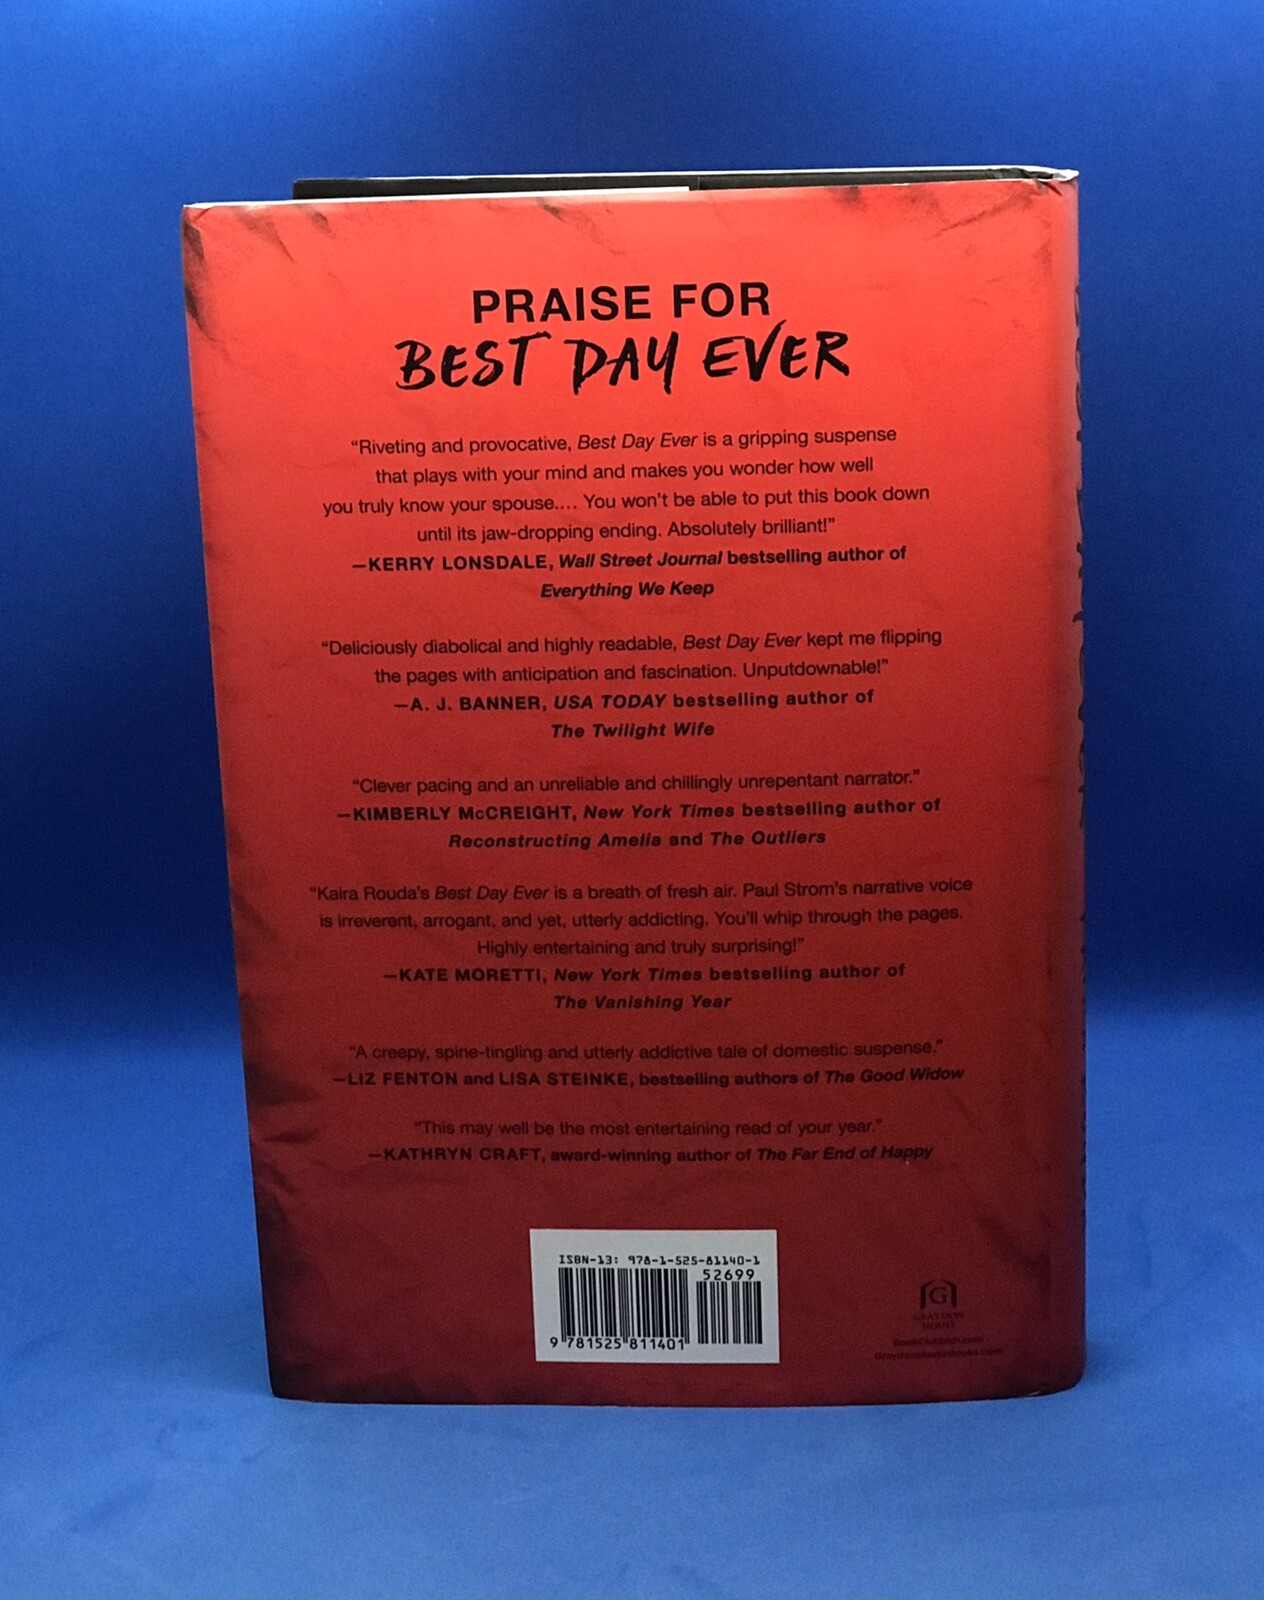 PRAISE FOR
BEST DAY EVER
“Riveting and provocative, Best Day Ever is a gripping suspense
that plays with your mind and makes you wonder how well
you truly know your spouse.... You won’t be able to put this book down
until its jaw-dropping ending. Absolutely brilliant!”
—KERRY LONSDALE, Wall Street Journal bestselling author of
Everything We Keep
“Deliciously diabolical and highly readable, Best Day Ever kept me flipping
the pages with anticipation and fascination. Unputdownable!”
—A. J. BANNER, USA TODAY bestselling author of
The Twilight Wife
“Clever pacing and an unreliable and chillingly unrepentant narrator.”
—KIMBERLY McCREIGHT, New York Times bestselling author of
Reconstructing Amelia and The Outliers
“Kaira Rouda’s Best Day Ever is a breath of fresh air. Paul Strom’s narrative voice
is irreverent, arrogant, and yet, utterly addicting. You’ll whip through the pages.
Highly entertaining and truly surprising!”
—KATE MORETTI, New York Times bestselling author of
The Vanishing Year
“A creepy, spine-tingling and utterly addictive tale of domestic suspense.”
—LIZ FENTON and LISA STEINKE, bestselling authors of The Good Widow
“This may well be the most entertaining read of your year.”
—KATHRYN CRAFT, award-winning author of The Far End of Happy
ISBN-13: 978-1-525-81140-1
52699
9 781525 811401
G
GRAYDON
HOUSE
BookClubbish.com
GraydonHouseBooks.com